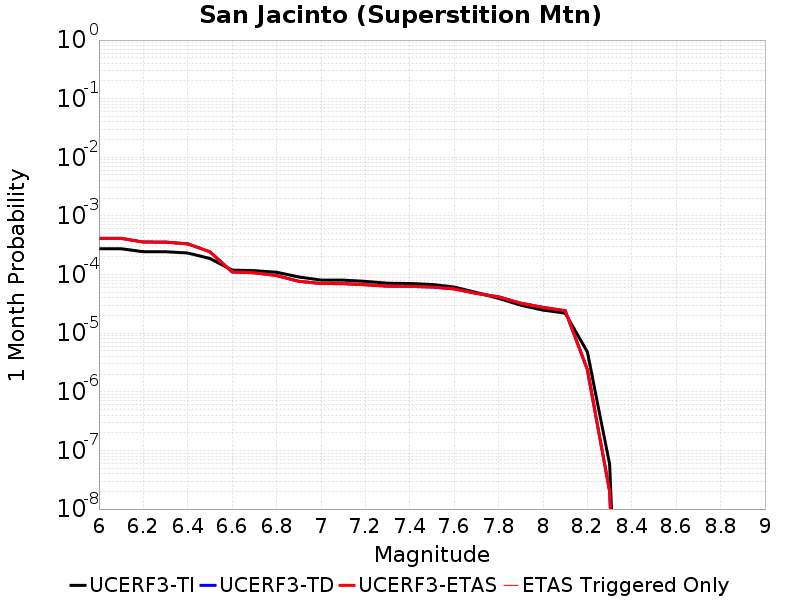 San Jacinto (Superstition Mtn)
1 Month Probability
10^0
10^-1
10^-2
10^-3
10^-4
10^-5
10^-6
10^-7
10^-8
6 6.2 6.4 6.6 6.8 7 7.2 7.4 7.6 7.8 8 8.2 8.4 8.6 8.8 9
Magnitude
UCERF3-TI UCERF3-TD UCERF3-ETAS ETAS Triggered Only